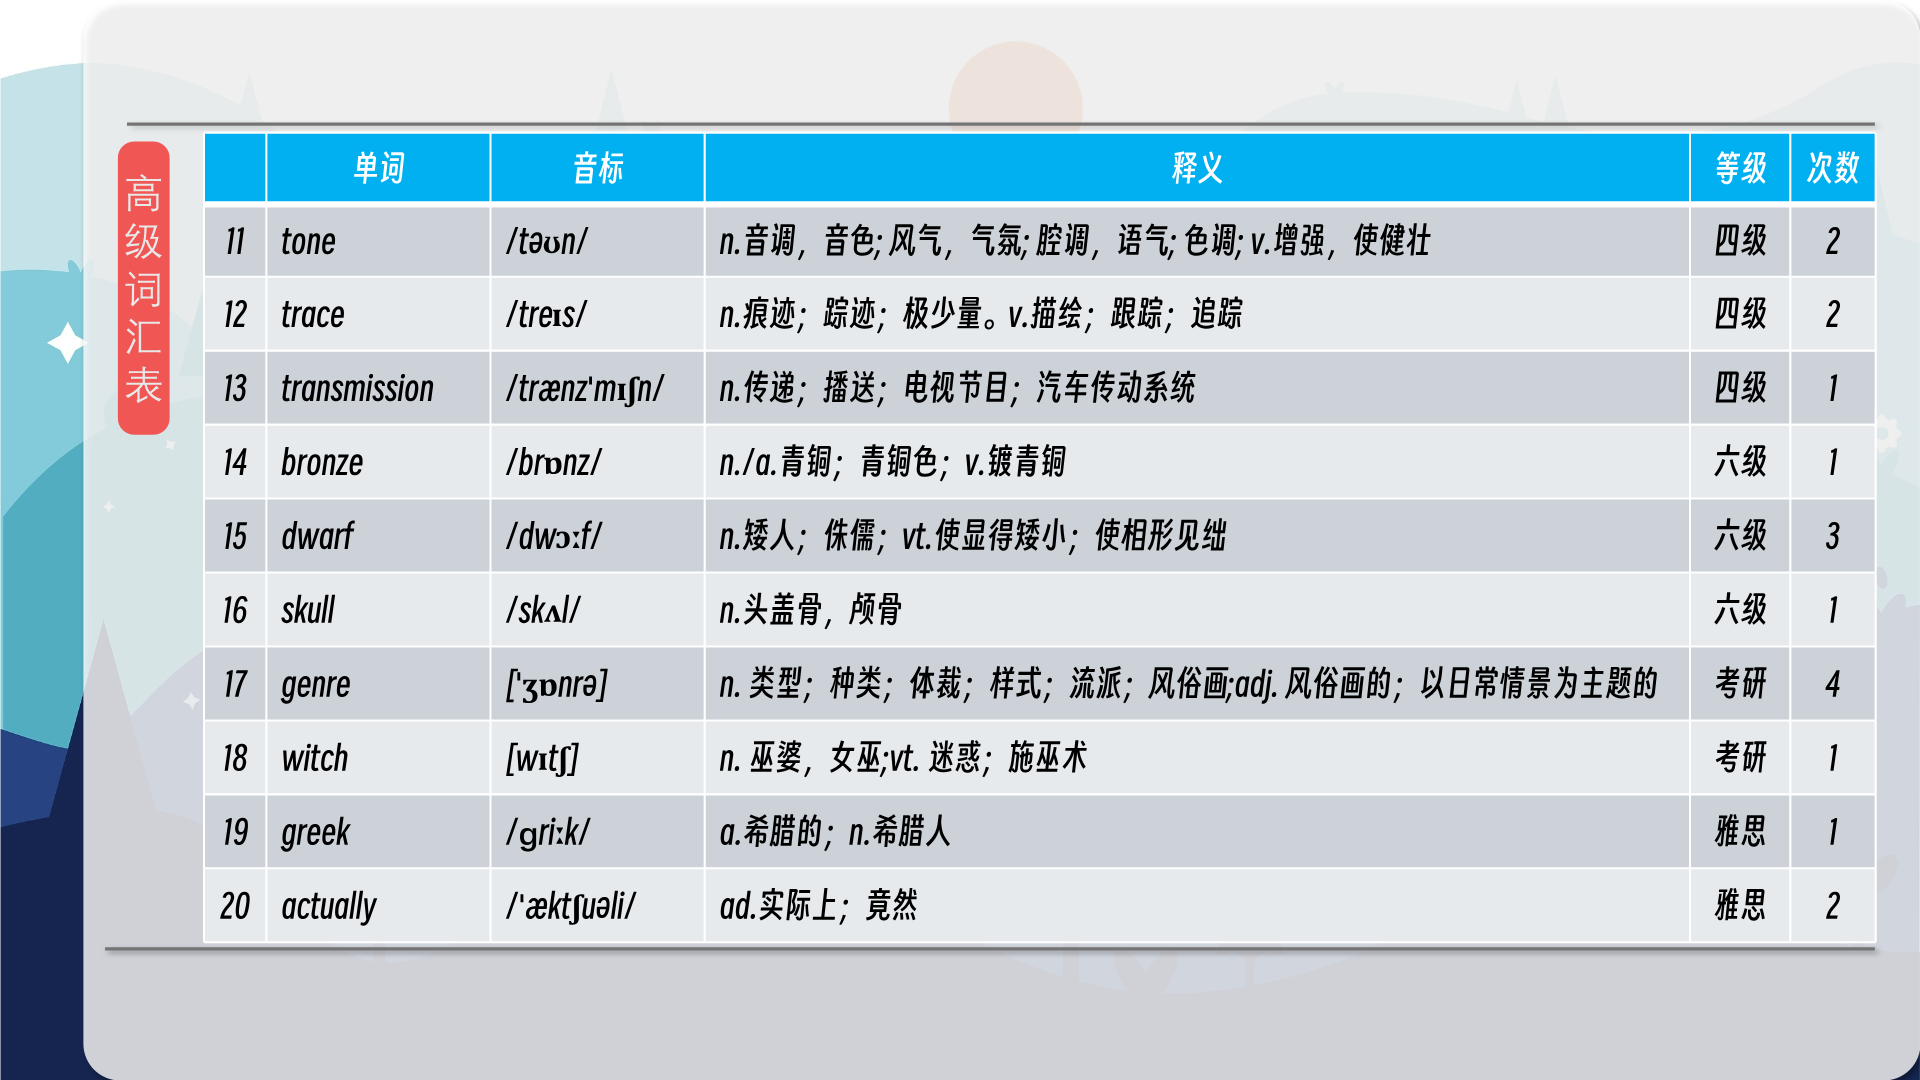 高级词汇表
单词 音标 释义 等级 次数
11 tone /təʊn/ n.音调，音色; 风气，气氛; 腔调，语气; 色调; v.增强，使健壮 四级 2
12 trace /treɪs/ n.痕迹；踪迹；极少量。v.描绘；跟踪；追踪 四级 2
13 transmission /trænz'mɪʃn/ n.传递；播送；电视节目；汽车传动系统 四级 1
14 bronze /brɒnz/ n./a.青铜；青铜色；v.镀青铜 六级 1
15 dwarf /dwɔːf/ n.矮人；侏儒；vt.使显得矮小；使相形见绌 六级 3
16 skull /skʌl/ n.头盖骨，颅骨 六级 1
17 genre ['ʒɒnrə] n. 类型；种类；体裁；样式；流派；风俗画;adj. 风俗画的；以日常情景为主题的 考研 4
18 witch [wɪtʃ] n. 巫婆，女巫;vt. 迷惑；施巫术 考研 1
19 greek /ɡriːk/ a.希腊的；n.希腊人 雅思 1
20 actually /'æktʃuəli/ ad.实际上；竟然 雅思 2